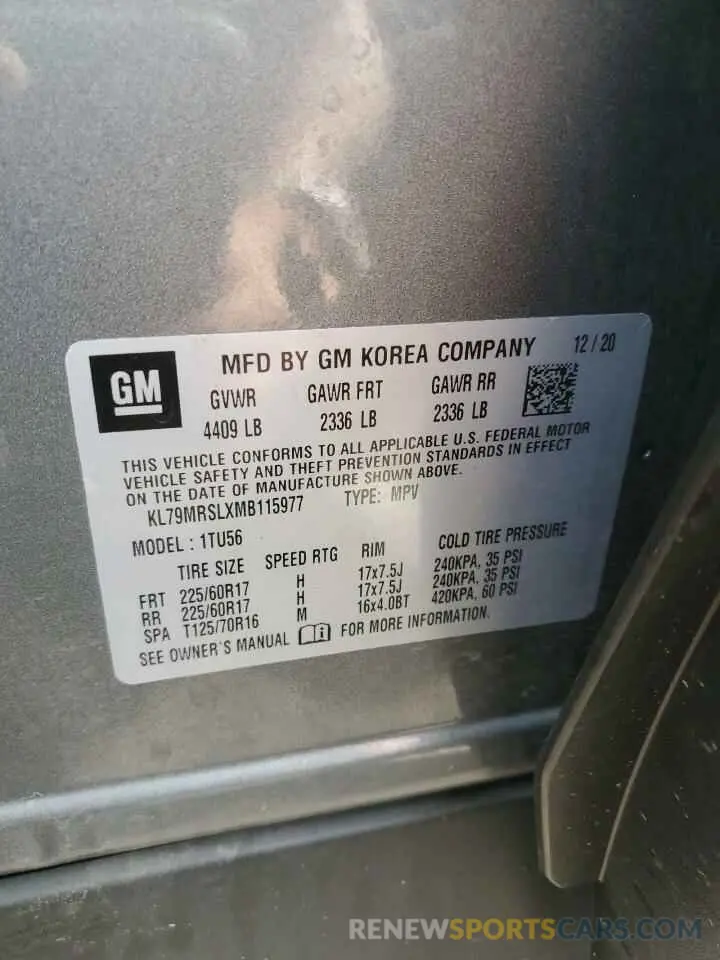 GM
MFD BY GM KOREA COMPANY 12 / 20
GVWR GAWR FRT GAWR RR
4409 LB 2336 LB 2336 LB
THIS VEHICLE CONFORMS TO ALL APPLICABLE U.S. FEDERAL MOTOR
VEHICLE SAFETY AND THEFT PREVENTION STANDARDS IN EFFECT
ON THE DATE OF MANUFACTURE SHOWN ABOVE.
KL79MRSLXMB115977 TYPE: MPV
MODEL : 1TU56
TIRE SIZE SPEED RTG RIM COLD TIRE PRESSURE
FRT 225/60R17 H 17x7.5J 240KPA, 35 PSI
RR 225/60R17 H 17x7.5J 240KPA, 35 PSI
SPA T125/70R16 M 16x4.0BT 420KPA, 60 PSI
SEE OWNER'S MANUAL FOR MORE INFORMATION.
RENEWSPORTSCARS.COM